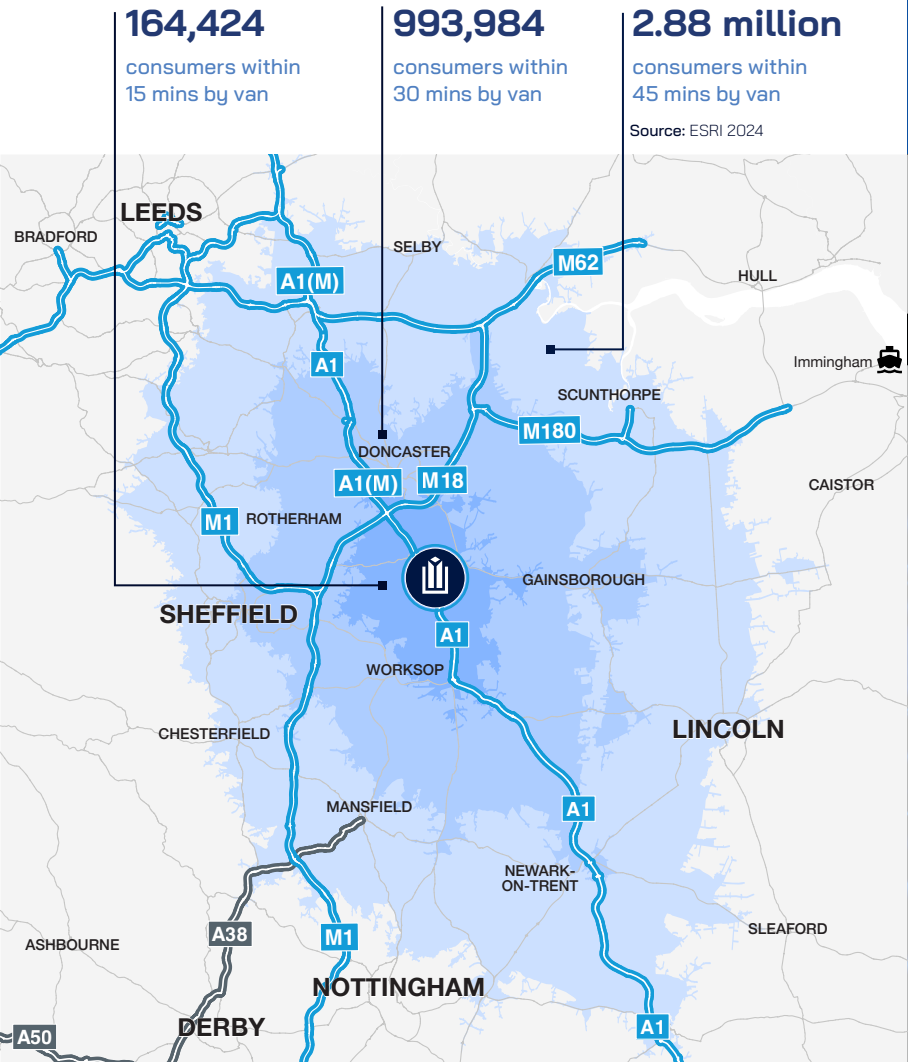 164,424
consumers within
15 mins by van
993,984
consumers within
30 mins by van
2.88 million
consumers within
45 mins by van
Source: ESRI 2024
LEEDS
BRADFORD
SELBY
M62
HULL
A1(M)
A1
Immingham
SCUNTHORPE
M180
DONCASTER
A1(M)
M18
CAISTOR
M1
ROTHERHAM
GAINSBOROUGH
SHEFFIELD
A1
WORKSOP
CHESTERFIELD
LINCOLN
MANSFIELD
A1
NEWARK-
ON-TRENT
A38
M1
SLEAFORD
ASHBOURNE
NOTTINGHAM
DERBY
A1
A50